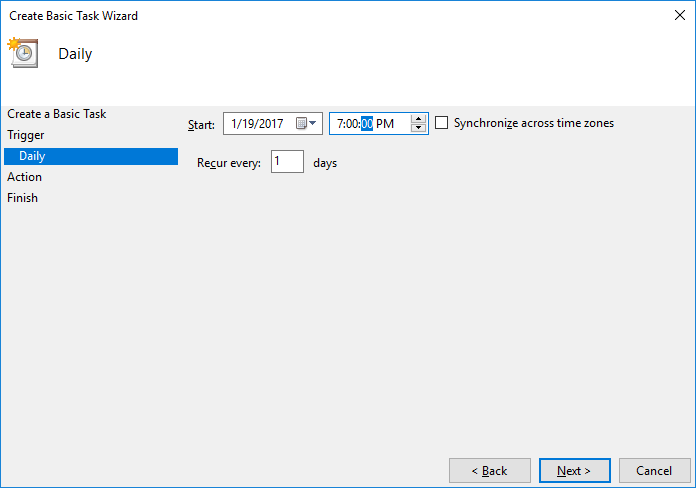 Create Basic Task Wizard
Daily
Create a Basic Task
Trigger
Daily
Action
Finish
Start: 1/19/2017 7:00:00 PM Synchronize across time zones
Recur every: 1 days
< Back Next > Cancel